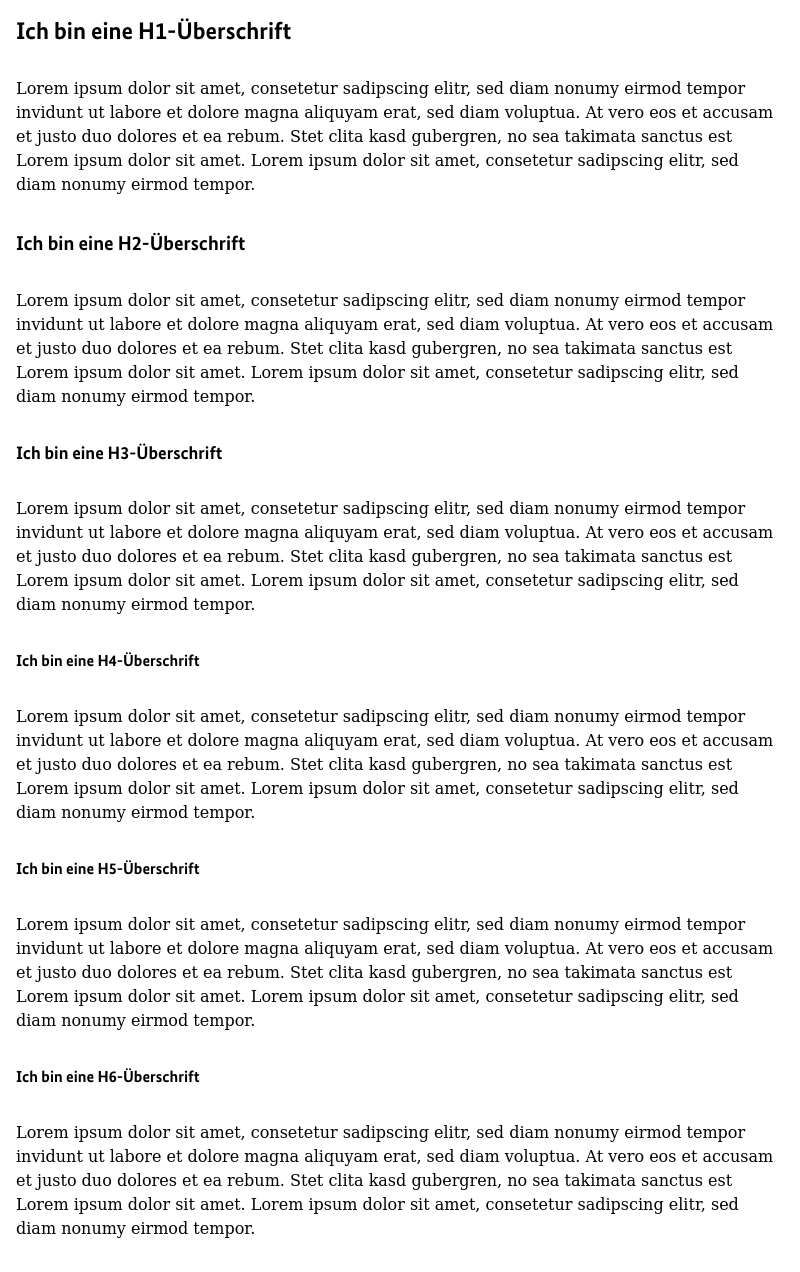 Ich bin eine H1-Überschrift
Lorem ipsum dolor sit amet, consetetur sadipscing elitr, sed diam nonumy eirmod tempor
invidunt ut labore et dolore magna aliquyam erat, sed diam voluptua. At vero eos et accusam
et justo duo dolores et ea rebum. Stet clita kasd gubergren, no sea takimata sanctus est
Lorem ipsum dolor sit amet. Lorem ipsum dolor sit amet, consetetur sadipscing elitr, sed
diam nonumy eirmod tempor.
Ich bin eine H2-Überschrift
Lorem ipsum dolor sit amet, consetetur sadipscing elitr, sed diam nonumy eirmod tempor
invidunt ut labore et dolore magna aliquyam erat, sed diam voluptua. At vero eos et accusam
et justo duo dolores et ea rebum. Stet clita kasd gubergren, no sea takimata sanctus est
Lorem ipsum dolor sit amet. Lorem ipsum dolor sit amet, consetetur sadipscing elitr, sed
diam nonumy eirmod tempor.
Ich bin eine H3-Überschrift
Lorem ipsum dolor sit amet, consetetur sadipscing elitr, sed diam nonumy eirmod tempor
invidunt ut labore et dolore magna aliquyam erat, sed diam voluptua. At vero eos et accusam
et justo duo dolores et ea rebum. Stet clita kasd gubergren, no sea takimata sanctus est
Lorem ipsum dolor sit amet. Lorem ipsum dolor sit amet, consetetur sadipscing elitr, sed
diam nonumy eirmod tempor.
Ich bin eine H4-Überschrift
Lorem ipsum dolor sit amet, consetetur sadipscing elitr, sed diam nonumy eirmod tempor
invidunt ut labore et dolore magna aliquyam erat, sed diam voluptua. At vero eos et accusam
et justo duo dolores et ea rebum. Stet clita kasd gubergren, no sea takimata sanctus est
Lorem ipsum dolor sit amet. Lorem ipsum dolor sit amet, consetetur sadipscing elitr, sed
diam nonumy eirmod tempor.
Ich bin eine H5-Überschrift
Lorem ipsum dolor sit amet, consetetur sadipscing elitr, sed diam nonumy eirmod tempor
invidunt ut labore et dolore magna aliquyam erat, sed diam voluptua. At vero eos et accusam
et justo duo dolores et ea rebum. Stet clita kasd gubergren, no sea takimata sanctus est
Lorem ipsum dolor sit amet. Lorem ipsum dolor sit amet, consetetur sadipscing elitr, sed
diam nonumy eirmod tempor.
Ich bin eine H6-Überschrift
Lorem ipsum dolor sit amet, consetetur sadipscing elitr, sed diam nonumy eirmod tempor
invidunt ut labore et dolore magna aliquyam erat, sed diam voluptua. At vero eos et accusam
et justo duo dolores et ea rebum. Stet clita kasd gubergren, no sea takimata sanctus est
Lorem ipsum dolor sit amet. Lorem ipsum dolor sit amet, consetetur sadipscing elitr, sed
diam nonumy eirmod tempor.